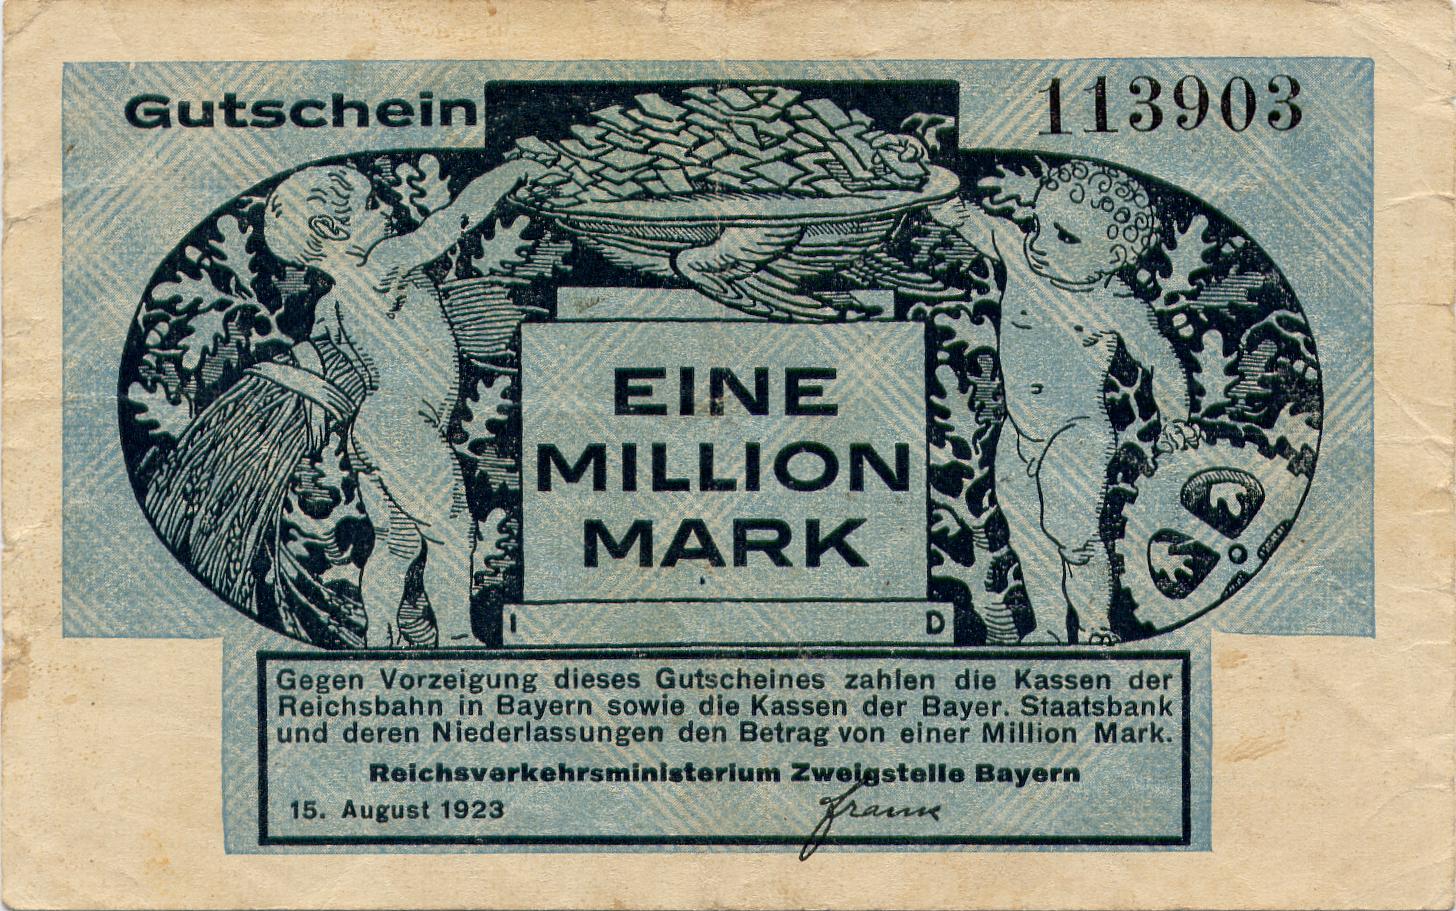 Gutschein
113903
EINE
MILLION
MARK
I D
Gegen Vorzeigung dieses Gutscheines zahlen die Kassen der
Reichsbahn in Bayern sowie die Kassen der Bayer. Staatsbank
und deren Niederlassungen den Betrag von einer Million Mark.
Reichsverkehrsministerium Zweigstelle Bayern
15. August 1923